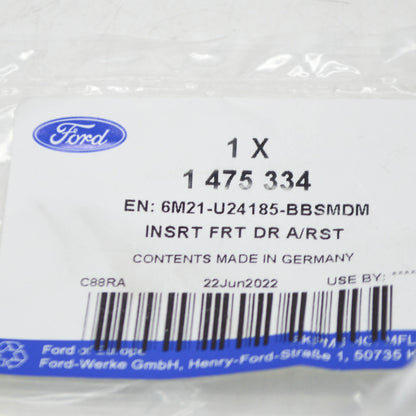 Ford
1 X
1 475 334
EN: 6M21-U24185-BBSMDM
INSRT FRT DR A/RST
CONTENTS MADE IN GERMANY
C88RA 22Jun2022 USE BY: ****
Ford of Europe
Ford-Werke GmbH, Henry-Ford-Straße 1, 50735 K